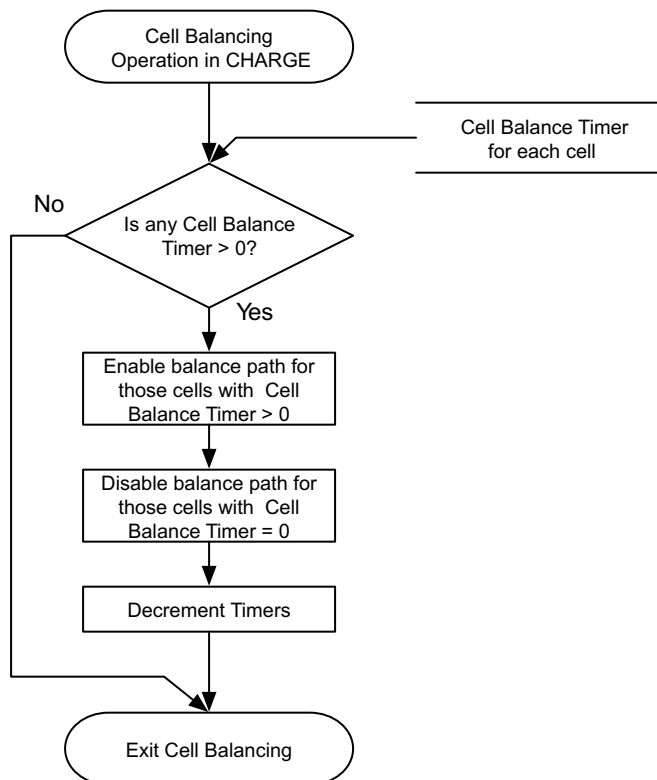 Cell Balancing
Operation in CHARGE
Cell Balance Timer
for each cell
No
Is any Cell Balance
Timer > 0?
Yes
Enable balance path for
those cells with Cell
Balance Timer > 0
Disable balance path for
those cells with Cell
Balance Timer = 0
Decrement Timers
Exit Cell Balancing